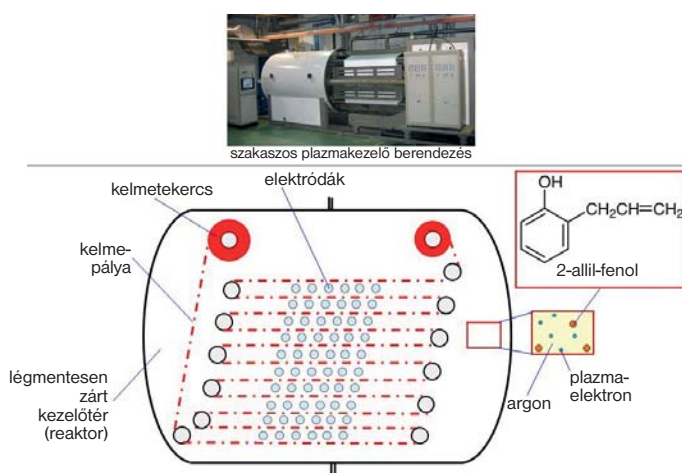 szakaszos plazmakezelő berendezés
kelmetekercs
elektródák
kelme-
pálya
légmentesen
zárt
kezelőtér
(reaktor)
OH
CH₂CH=CH₂
2-allil-fenol
argon
plazma-
elektron